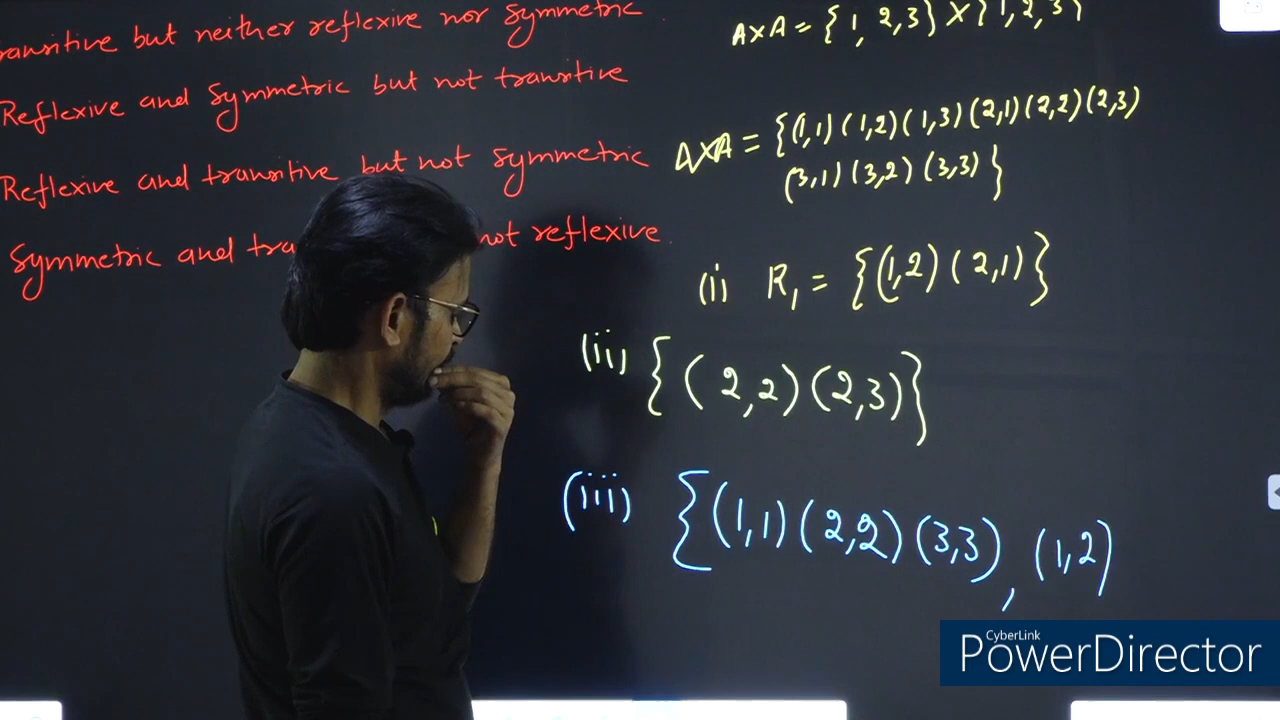 ransitive but neither reflexive nor symmetric
Reflexive and Symmetric but not transitive
Reflexive and transitive but not symmetric
Symmetric and tra not reflexive.
A×A = {1, 2, 3} × {1, 2, 3}
A×A = {(1,1) (1,2) (1,3) (2,1) (2,2) (2,3)
(3,1) (3,2) (3,3)}
(i) R₁ = {(1,2) (2,1)}
(ii) {(2,2) (2,3)}
(iii) {(1,1) (2,2) (3,3), (1,2)
CyberLink
PowerDirector